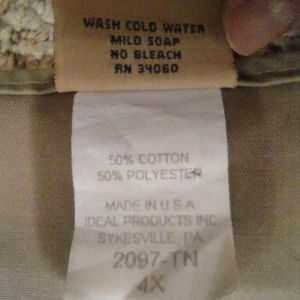 WASH COLD WATER
MILD SOAP
NO BLEACH
RN 34060
50% COTTON
50% POLYESTER
MADE IN U.S.A
IDEAL PRODUCTS INC
SYKESVILLE, PA
2097-TN
4X